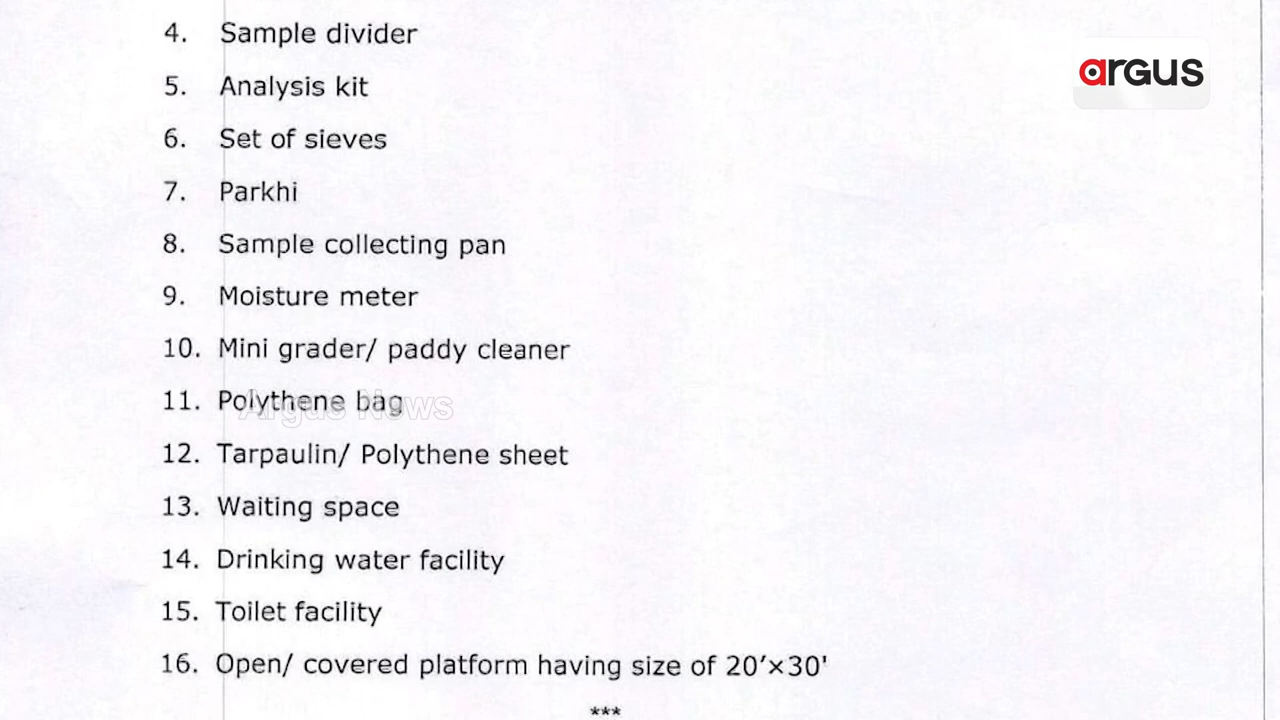 4. Sample divider
argus
5. Analysis kit
6. Set of sieves
7. Parkhi
8. Sample collecting pan
9. Moisture meter
10. Mini grader/ paddy cleaner
11. Polythene bag
Argus News
12. Tarpaulin/ Polythene sheet
13. Waiting space
14. Drinking water facility
15. Toilet facility
16. Open/ covered platform having size of 20’×30'
***